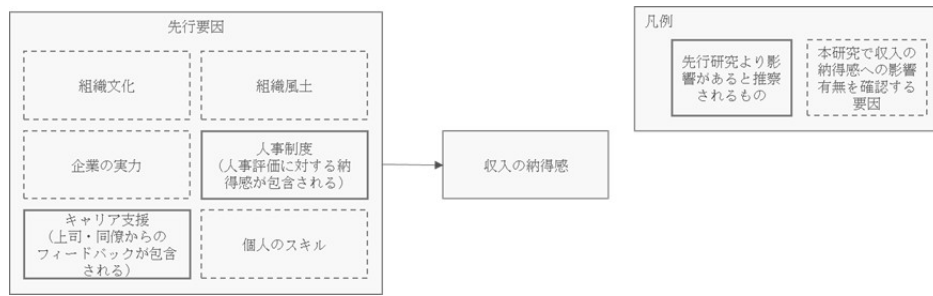 先行要因
組織文化
組織風土
企業の実力
人事制度
(人事評価に対する納
得感が包含される)
キャリア支援
(上司・同僚からの
フィードバックが包含
される)
個人のスキル
収入の納得感
凡例
先行研究より影
響があると推察
されるもの
本研究で収入の
納得感への影響
有無を確認する
要因